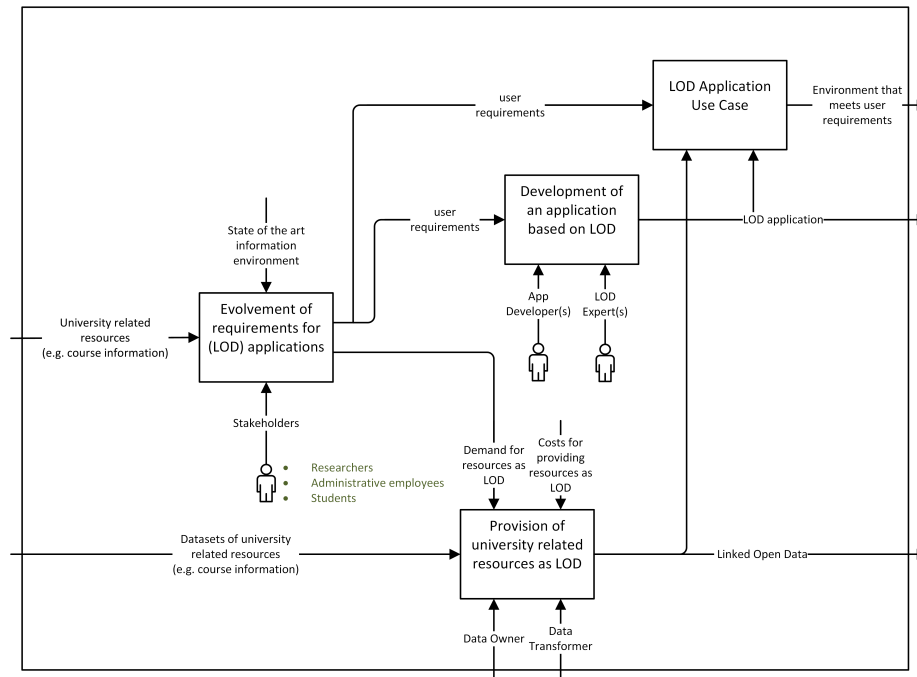 LOD Application
Use Case
Environment that
meets user
requirements
user
requirements
Development of
an application
based on LOD
user
requirements
LOD application
State of the art
information
environment
App
Developer(s)
LOD
Expert(s)
Evolvement of
requirements for
(LOD) applications
University related
resources
(e.g. course information)
Stakeholders
• Researchers
• Administrative employees
• Students
Demand for
resources as
LOD
Costs for
providing
resources as
LOD
Provision of
university related
resources as LOD
Datasets of university
related resources
(e.g. course information)
Linked Open Data
Data Owner
Data
Transformer